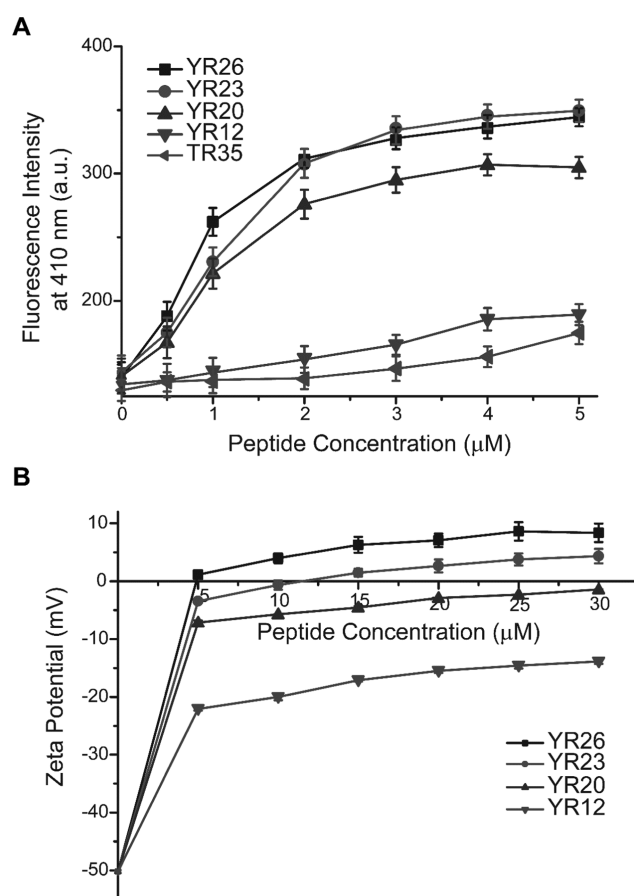 A
400
300
200
Fluorescence Intensity
at 410 nm (a.u.)
YR26
YR23
YR20
YR12
TR35
0 1 2 3 4 5
Peptide Concentration (μM)
B
10
0
-10
-20
-30
-40
-50
Zeta Potential (mV)
5 10 15 20 25 30
Peptide Concentration (μM)
YR26
YR23
YR20
YR12